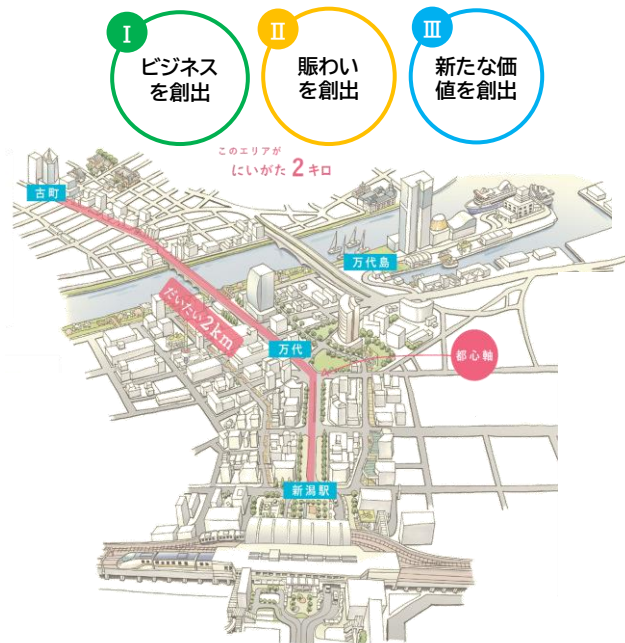 Ⅰ
ビジネス
を創出
Ⅱ
賑わい
を創出
Ⅲ
新たな価
値を創出
このエリアが
にいがた2キロ
古町
万代島
だいたい2km
万代
都心軸
新潟駅